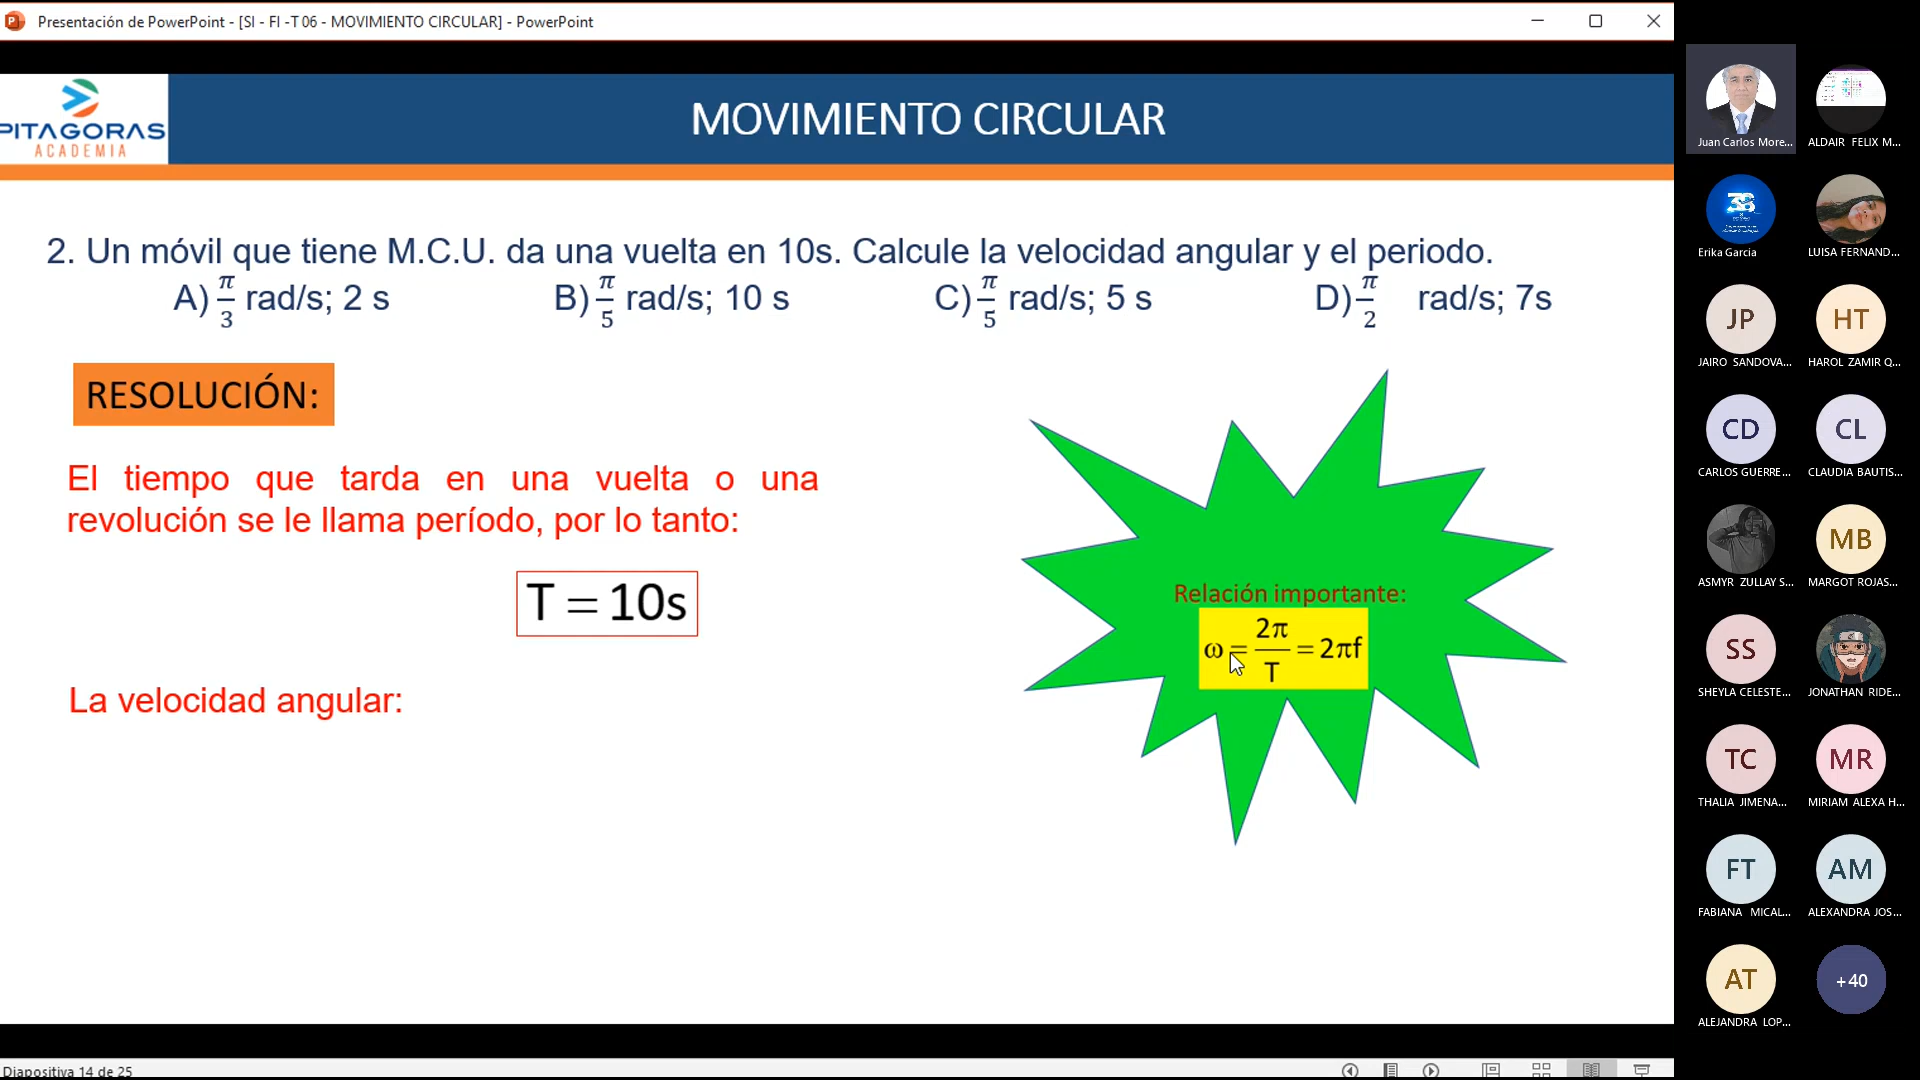 Presentación de PowerPoint - [SI - FI -T 06 - MOVIMIENTO CIRCULAR] - PowerPoint
PITAGORAS
ACADEMIA
MOVIMIENTO CIRCULAR
2. Un móvil que tiene M.C.U. da una vuelta en 10s. Calcule la velocidad angular y el periodo.
A) π/3 rad/s; 2 s B) π/5 rad/s; 10 s C) π/5 rad/s; 5 s D) π/2 rad/s; 7s
RESOLUCIÓN:
El tiempo que tarda en una vuelta o una
revolución se le llama período, por lo tanto:
T = 10s
La velocidad angular:
Relación importante:
ω = 2π/T = 2πf
Diapositiva 14 de 25
Juan Carlos More...
ALDAIR FELIX M...
38
Erika Garcia
LUISA FERNAND...
JP
HT
JAIRO SANDOVA...
HAROL ZAMIR Q...
CD
CL
CARLOS GUERRE...
CLAUDIA BAUTIS...
MB
ASMYR ZULLAY S...
MARGOT ROJAS...
SS
SHEYLA CELESTE...
JONATHAN RIDE...
TC
MR
THALIA JIMENA...
MIRIAM ALEXA H...
FT
AM
FABIANA MICAL...
ALEXANDRA JOS...
AT
+40
ALEJANDRA LOP...